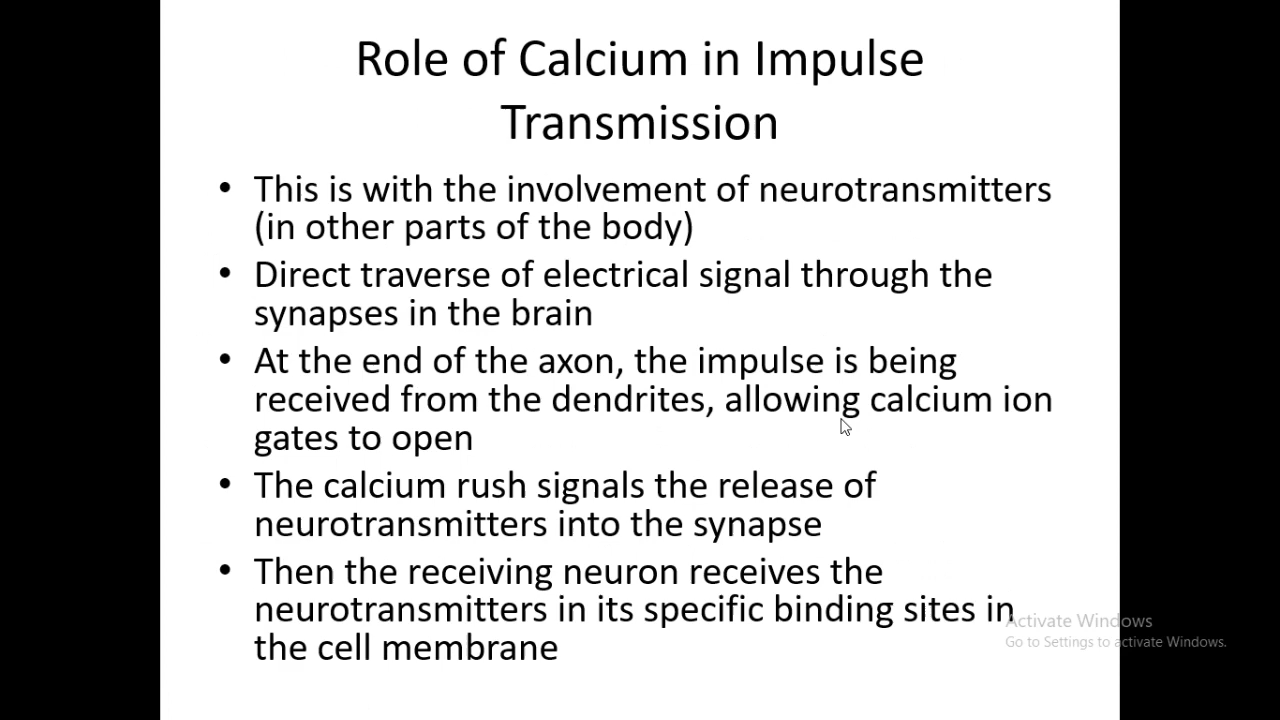 Role of Calcium in Impulse
Transmission
• This is with the involvement of neurotransmitters
(in other parts of the body)
• Direct traverse of electrical signal through the
synapses in the brain
• At the end of the axon, the impulse is being
received from the dendrites, allowing calcium ion
gates to open
• The calcium rush signals the release of
neurotransmitters into the synapse
• Then the receiving neuron receives the
neurotransmitters in its specific binding sites in
the cell membrane
Activate Windows
Go to Settings to activate Windows.